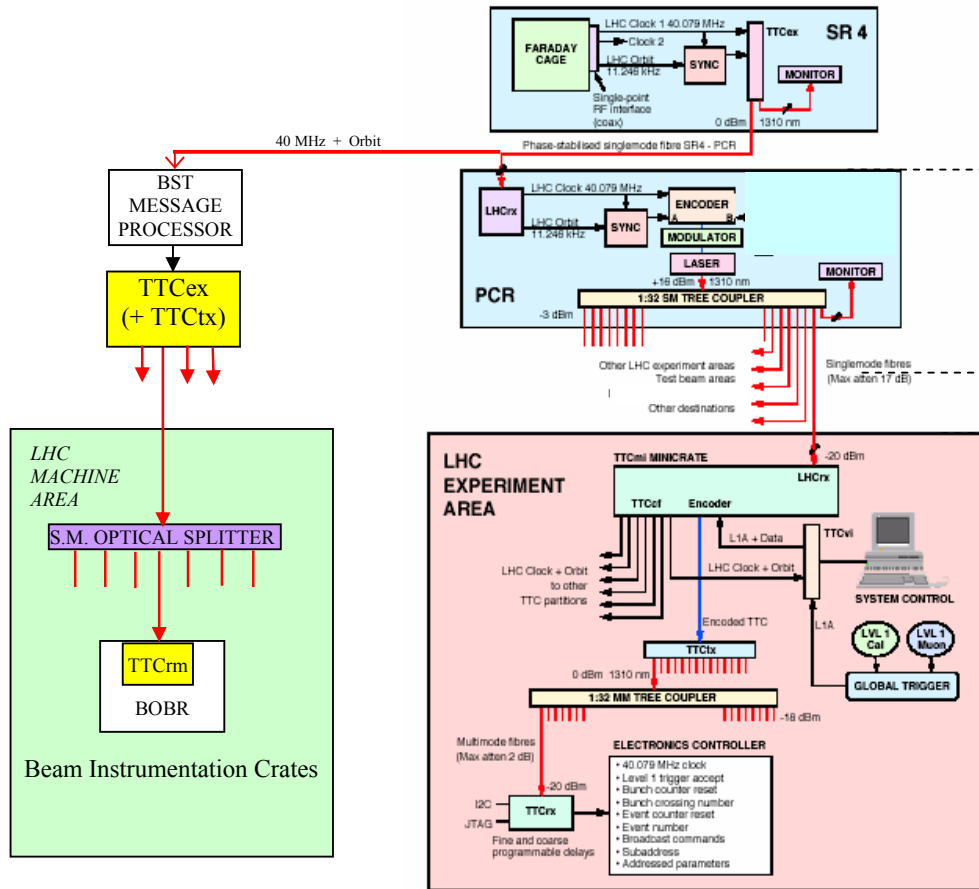 SR 4
FARADAY
CAGE
LHC Clock 1 40.079 MHz
Clock 2
LHC Orbit
11.246 kHz
SYNC
TTCex
MONITOR
Single-point
RF interface
(coax)
0 dBm 1310 nm
40 MHz + Orbit
Phase-stabilised singlemode fibre SR4 - PCR
BST
MESSAGE
PROCESSOR
TTCex
(+ TTCtx)
LHCrx
LHC Clock 40.079 MHz
LHC Orbit
11.246 kHz
SYNC
ENCODER
A B
MODULATOR
LASER
+16 dBm 1310 nm
MONITOR
PCR
1:32 SM TREE COUPLER
-3 dBm
Other LHC experiment areas
Test beam areas
Other destinations
Singlemode fibres
(Max atten 17 dB)
LHC
MACHINE
AREA
S.M. OPTICAL SPLITTER
TTCrm
BOBR
Beam Instrumentation Crates
LHC
EXPERIMENT
AREA
TTCmi MINICRATE
-20 dBm
LHCrx
TTCcf Encoder
TTCvi
L1A + Data
LHC Clock + Orbit
LHC Clock + Orbit
to other
TTC partitions
SYSTEM CONTROL
Encoded TTC
L1A
LVL 1
Cal
LVL 1
Muon
GLOBAL TRIGGER
TTCtx
0 dBm 1310 nm
1:32 MM TREE COUPLER
-18 dBm
Multimode fibres
(Max atten 2 dB)
-20 dBm
I2C
JTAG
TTCrx
Fine and coarse
programmable delays
ELECTRONICS CONTROLLER
• 40.079 MHz clock
• Level 1 trigger accept
• Bunch counter reset
• Bunch crossing number
• Event counter reset
• Event number
• Broadcast commands
• Subaddress
• Addressed parameters